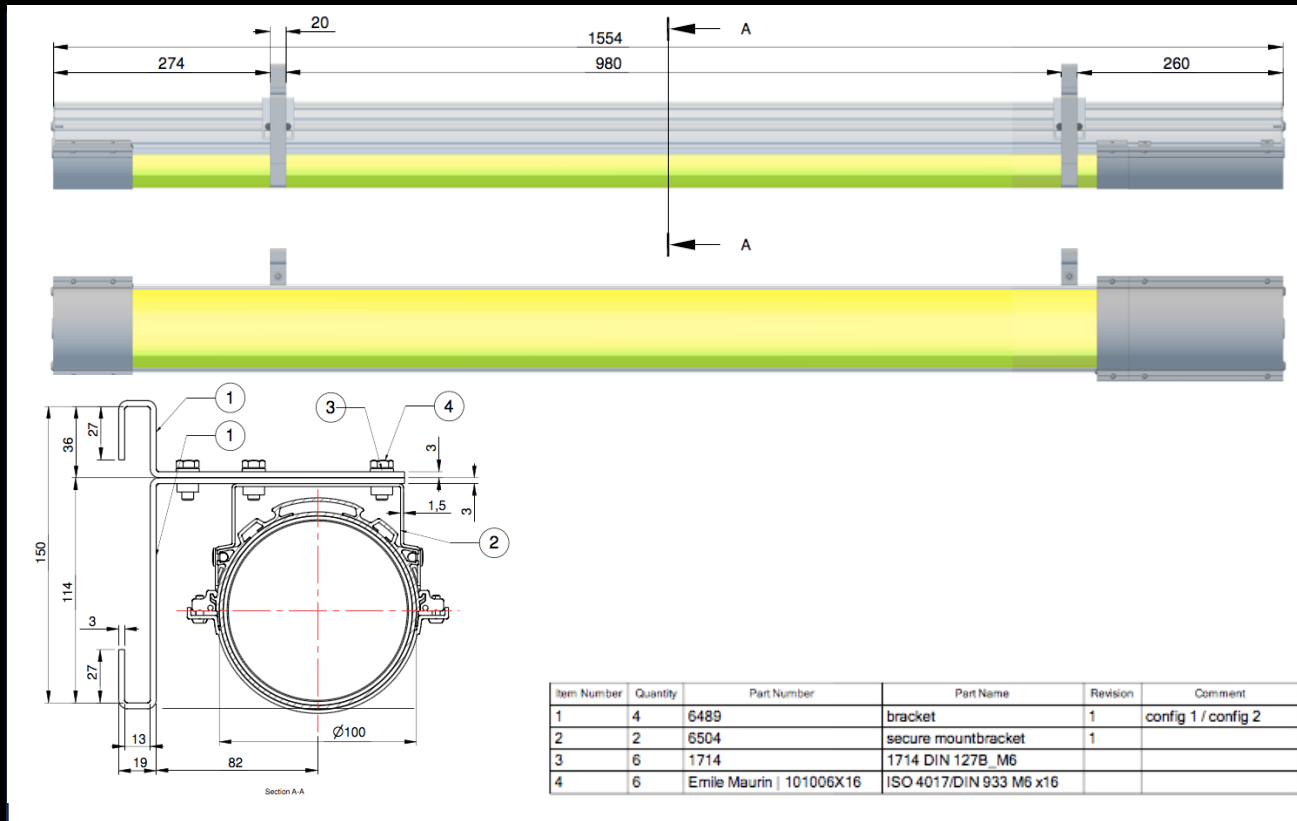 20
A
1554
274
980
260
A
1
3
4
27
36
1
3
1,5
3
2
150
114
3
27
Ø100
13
19
82
Section A-A
Item Number Quantity Part Number Part Name Revision Comment
1 4 6489 bracket 1 config 1 / config 2
2 2 6504 secure mountbracket 1
3 6 1714 1714 DIN 127B_M6
4 6 Emile Maurin | 101006X16 ISO 4017/DIN 933 M6 x16